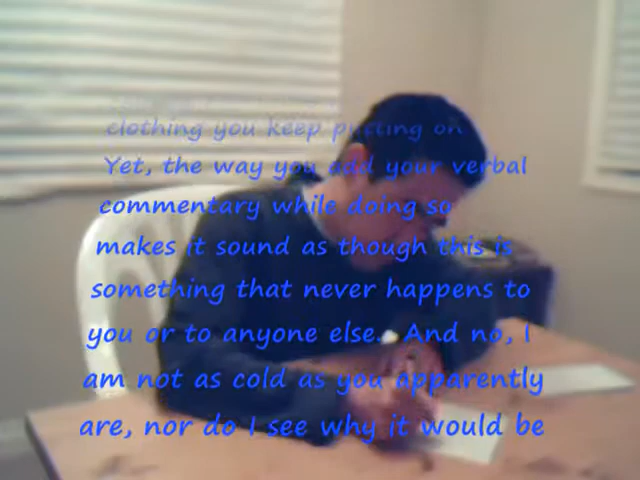 clothing you keep putting on
Yet, the way you add your verbal
commentary while doing so
makes it sound as though this is
something that never happens to
you or to anyone else. And no, I
am not as cold as you apparently
are, nor do I see why it would be